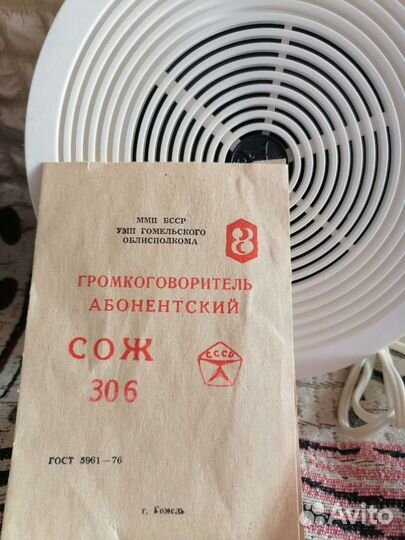 ММП БССР
УМП ГОМЕЛЬСКОГО
ОБЛИСПОЛКОМА
ГРОМКОГОВОРИТЕЛЬ
АБОНЕНТСКИЙ
СОЖ
306
СССР
ГОСТ 5961—76
г. Гомель
Avito